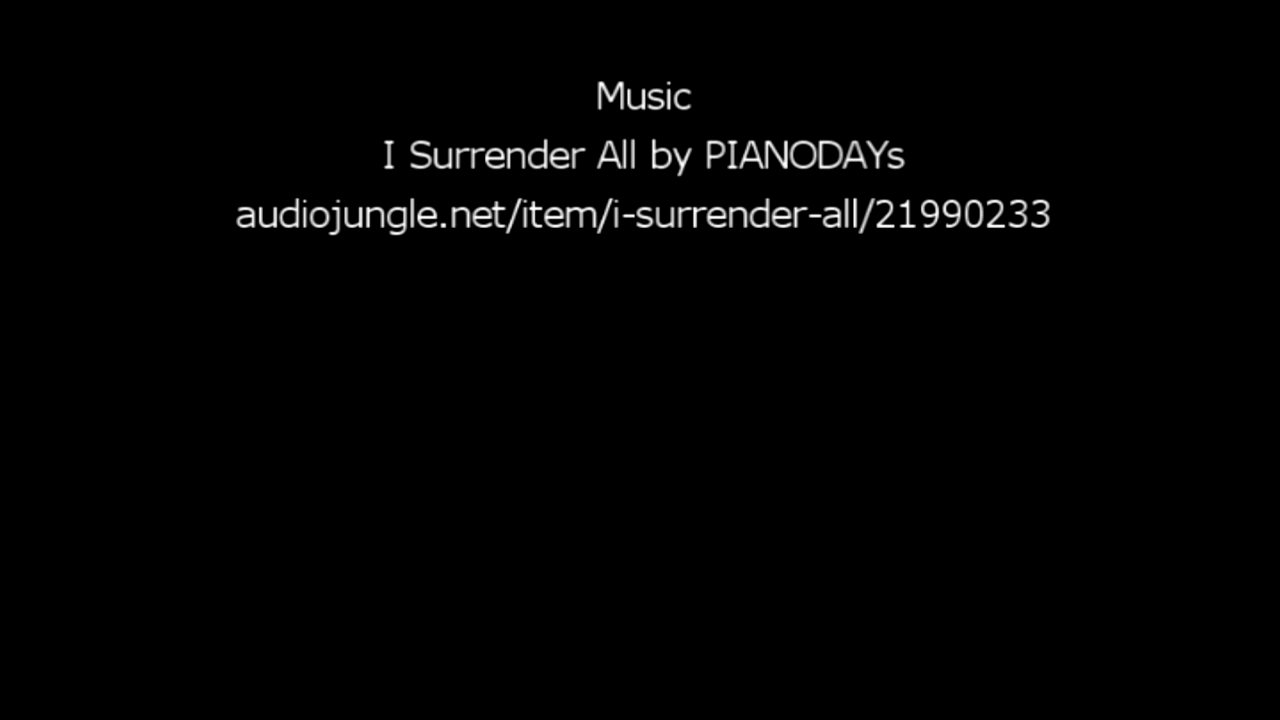 Music
I Surrender All by PIANODAYs
audiojungle.net/item/i-surrender-all/21990233